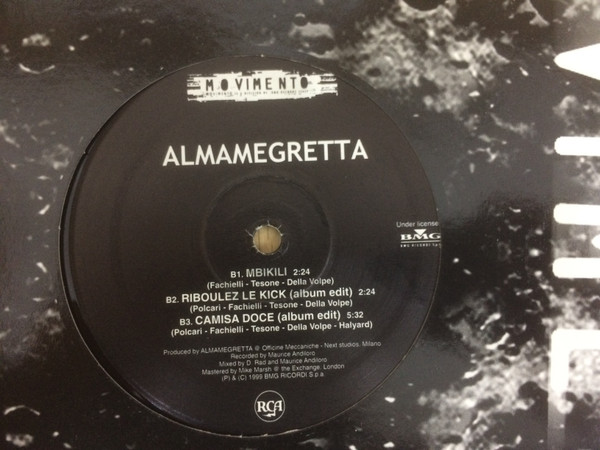 MOVIMENTO
ALMAMEGRETTA
Under license
BMG
B1. MBIKILI 2:24
(Fachielli - Tesone - Della Volpe)
B2. RIBOULEZ LE KICK (album edit) 2:24
(Polcari - Fachielli - Tesone - Della Volpe)
B3. CAMISA DOCE (album edit) 5:32
(Polcari - Fachielli - Tesone - Della Volpe - Halyard)
Produced by ALMAMEGRETTA @ Officine Meccaniche - Next studios. Milano
Recorded by Maurice Andiloro
Mixed by D. Rad and Maurice Andiloro
Mastered by Mike Marsh @ the Exchange. London
(P) & (C) 1999 BMG RICORDI S.p.a.
RCA